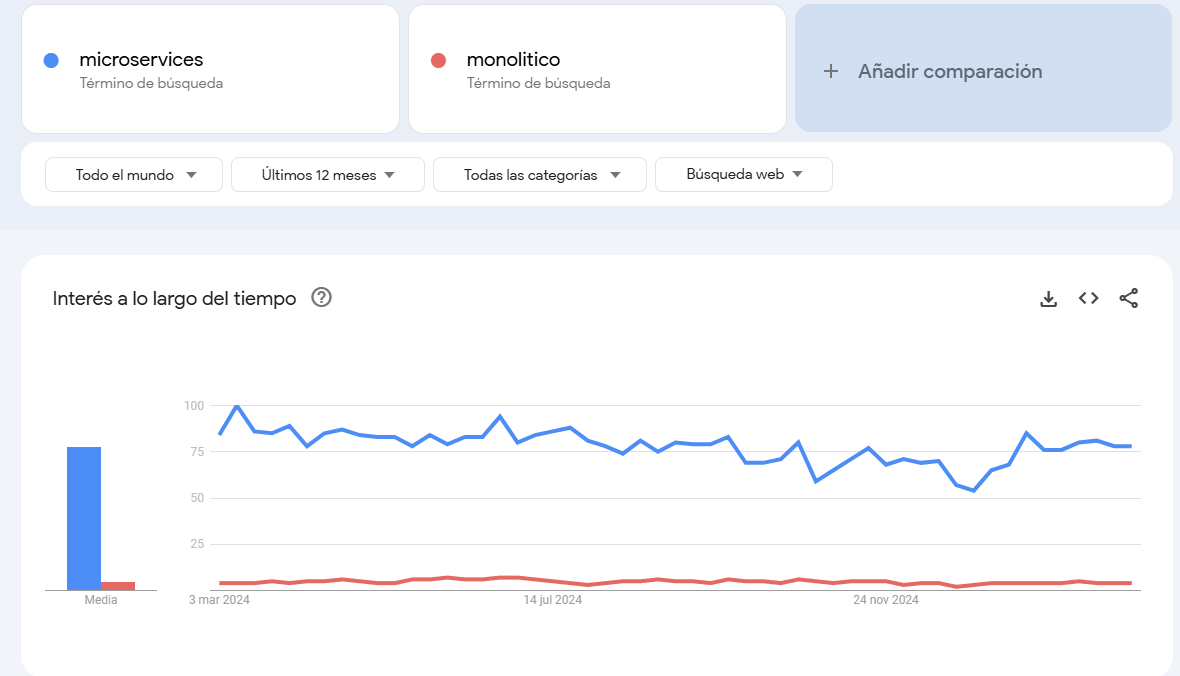 microservices
Término de búsqueda
monolitico
Término de búsqueda
+ Añadir comparación
Todo el mundo
Últimos 12 meses
Todas las categorías
Búsqueda web
Interés a lo largo del tiempo
100
75
50
25
Media
3 mar 2024
14 jul 2024
24 nov 2024